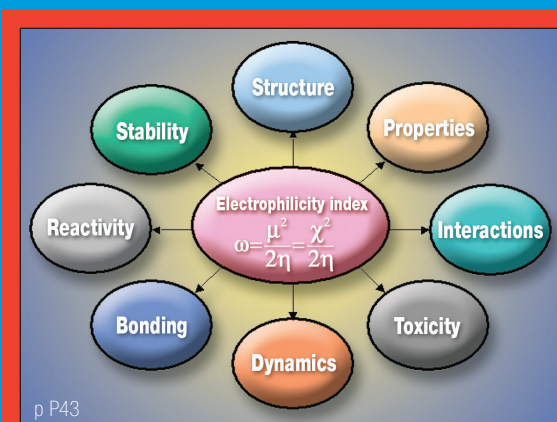 Structure
Stability
Properties
Electrophilicity index
ω=μ²/2η=χ²/2η
Reactivity
Interactions
Bonding
Toxicity
Dynamics
p P43